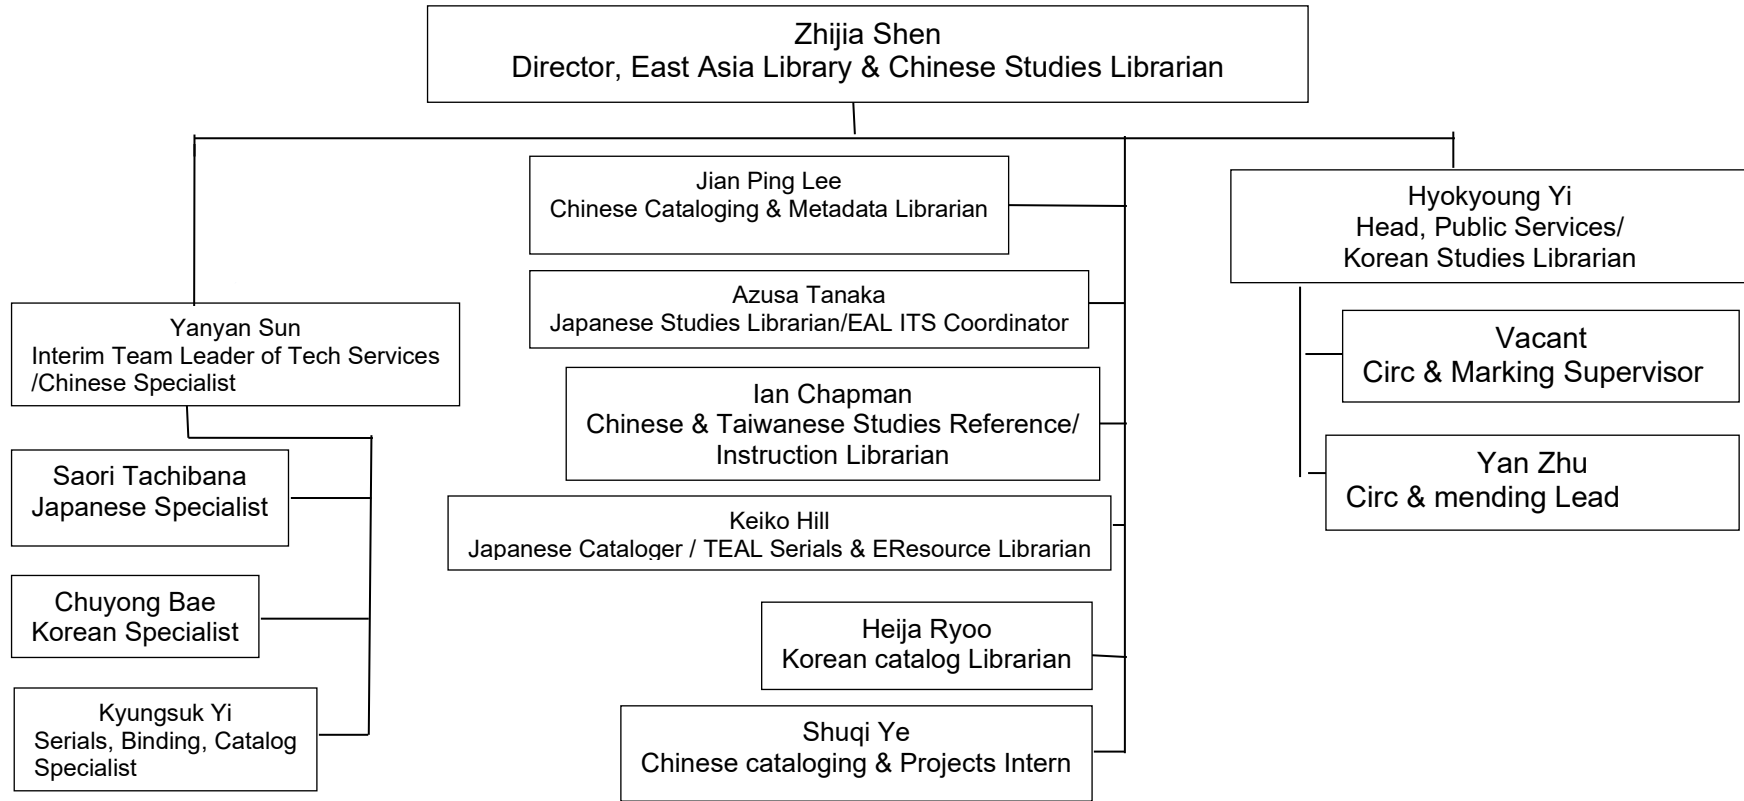 Zhijia Shen
Director, East Asia Library & Chinese Studies Librarian
Jian Ping Lee
Chinese Cataloging & Metadata Librarian
Hyokyoung Yi
Head, Public Services/
Korean Studies Librarian
Azusa Tanaka
Japanese Studies Librarian/EAL ITS Coordinator
Yanyan Sun
Interim Team Leader of Tech Services
/Chinese Specialist
Vacant
Circ & Marking Supervisor
Ian Chapman
Chinese & Taiwanese Studies Reference/
Instruction Librarian
Saori Tachibana
Japanese Specialist
Yan Zhu
Circ & mending Lead
Keiko Hill
Japanese Cataloger / TEAL Serials & EResource Librarian
Chuyong Bae
Korean Specialist
Heija Ryoo
Korean catalog Librarian
Kyungsuk Yi
Serials, Binding, Catalog
Specialist
Shuqi Ye
Chinese cataloging & Projects Intern